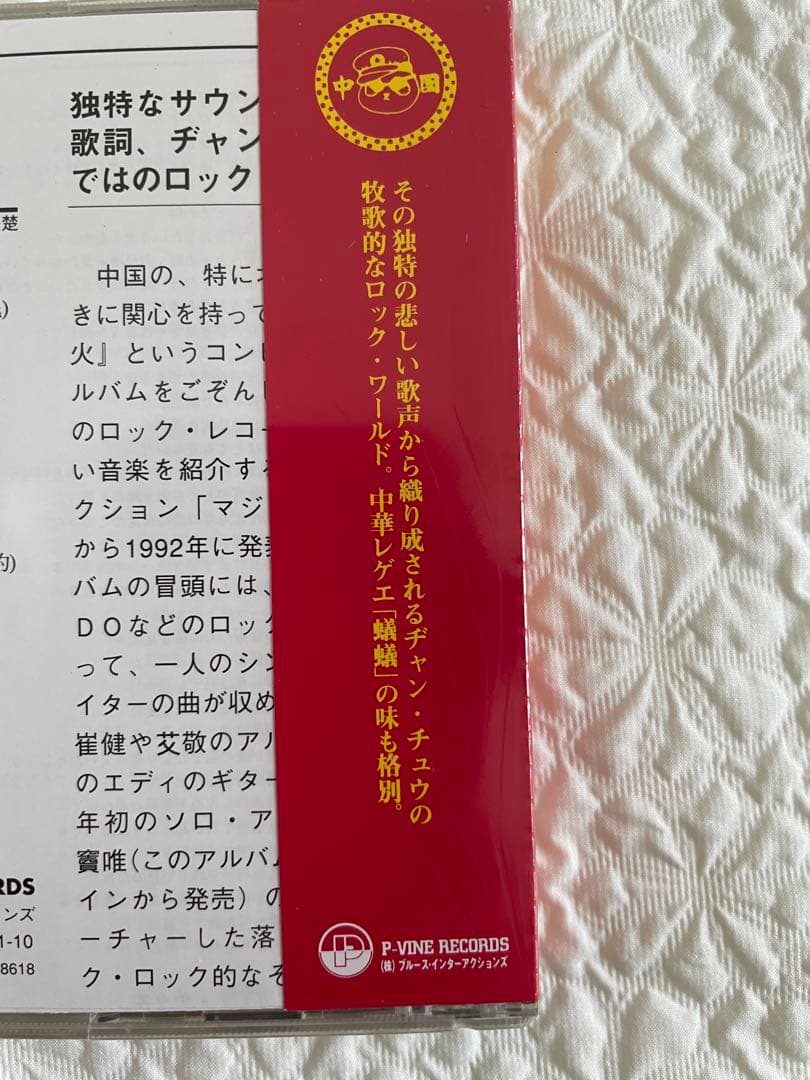 独特なサウン
歌詞、ヂャン
ではのロック
中国の、特に
きに関心を持って
火』というコンピ
ルバムをごぞんじ
のロック・レコー
い音楽を紹介する
クション「マジ
から1992年に発表
バムの冒頭には、
DOなどのロック
って、一人のシン
イターの曲が収め
崔健や艾敬のアル
のエディのギター
年初のソロ・ア
竇唯(このアルバム
インから発売)の
ーチャーした落
ク・ロック的なそ
楚
的)
RDS
ンズ
1-10
8618
中国
その独特の悲しい歌声から織り成されるヂャン・チュウの
牧歌的なロック・ワールド。中華レゲエ「蟻蟻」の味も格別。
P-VINE RECORDS
(株)ブルース・インターアクションズ